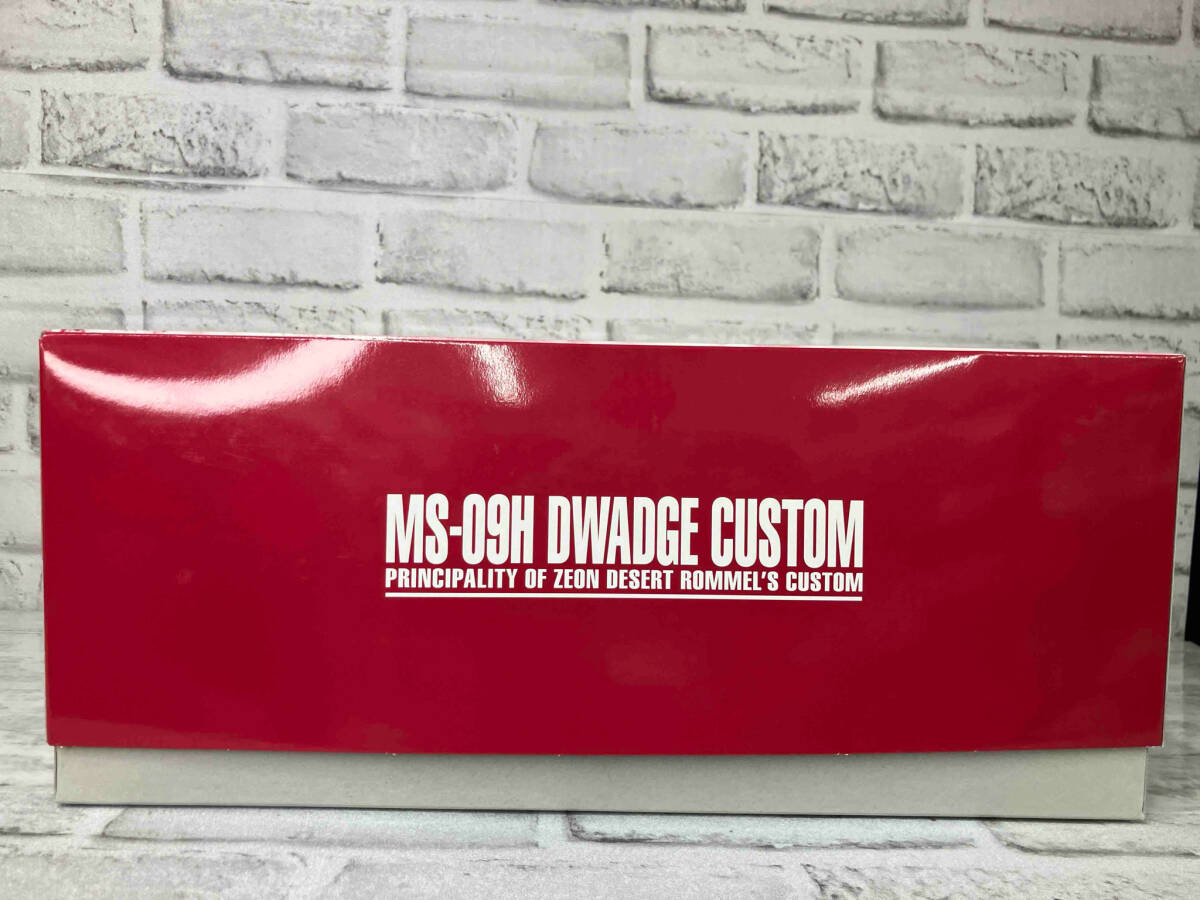 MS-09H DWADGE CUSTOM
PRINCIPALITY OF ZEON DESERT ROMMEL'S CUSTOM